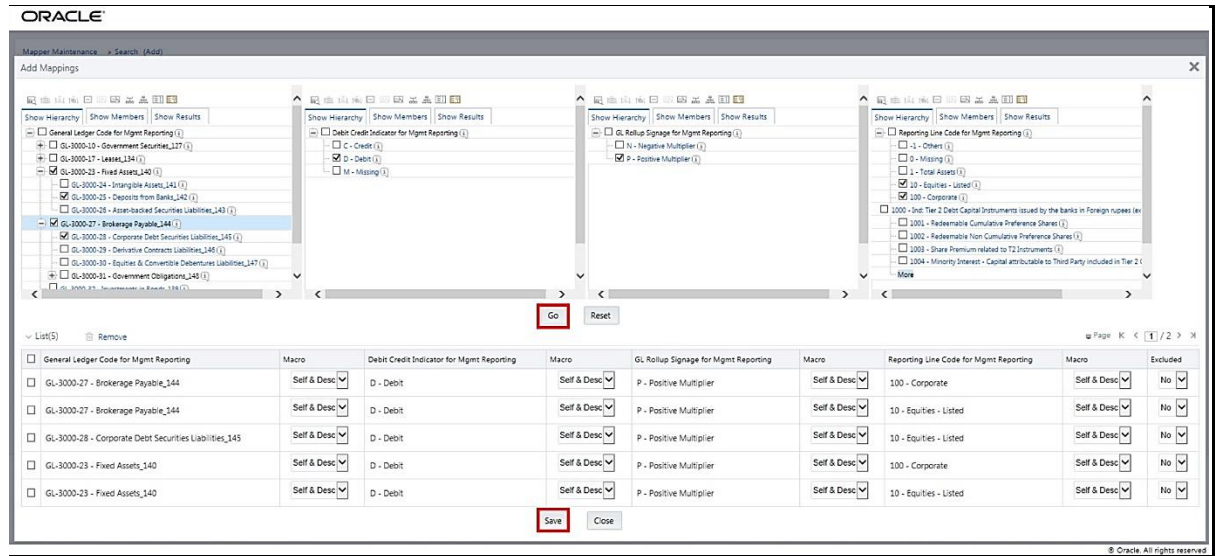 ORACLE
Mapper Maintenance » Search (Add)
Add Mappings
Show Hierarchy Show Members Show Results
General Ledger Code for Mgmt Reporting
GL-3000-10 - Government Securities_127
GL-3000-17 - Leases_134
GL-3000-23 - Fixed Assets_140
GL-3000-24 - Intangible Assets_141
GL-3000-25 - Deposits from Banks_142
GL-3000-26 - Asset-backed Securities Liabilities_143
GL-3000-27 - Brokerage Payable_144
GL-3000-28 - Corporate Debt Securities Liabilities_145
GL-3000-29 - Derivative Contracts Liabilities_146
GL-3000-30 - Equities & Convertible Debentures Liabilities_147
GL-3000-31 - Government Obligations_148
GL-3000-32 - Investments in Bonds_139
Show Hierarchy Show Members Show Results
Debit Credit Indicator for Mgmt Reporting
C - Credit
D - Debit
M - Missing
Show Hierarchy Show Members Show Results
GL Rollup Signage for Mgmt Reporting
N - Negative Multiplier
P - Positive Multiplier
Show Hierarchy Show Members Show Results
Reporting Line Code for Mgmt Reporting
-1 - Others
0 - Missing
1 - Total Assets
10 - Equities - Listed
100 - Corporate
1000 - Ind: Tier 2 Debt Capital Instruments issued by the banks in Foreign rupees (ex
1001 - Redeemable Cumulative Preference Shares
1002 - Redeemable Non Cumulative Preference Shares
1003 - Share Premium related to T2 Instruments
1004 - Minority Interest - Capital attributable to Third Party included in Tier 2
More
Go Reset
List(5) Remove Page 1 / 2
General Ledger Code for Mgmt Reporting Macro Debit Credit Indicator for Mgmt Reporting Macro GL Rollup Signage for Mgmt Reporting Macro Reporting Line Code for Mgmt Reporting Macro Excluded
GL-3000-27 - Brokerage Payable_144 Self & Desc D - Debit Self & Desc P - Positive Multiplier Self & Desc 100 - Corporate Self & Desc No
GL-3000-27 - Brokerage Payable_144 Self & Desc D - Debit Self & Desc P - Positive Multiplier Self & Desc 10 - Equities - Listed Self & Desc No
GL-3000-28 - Corporate Debt Securities Liabilities_145 Self & Desc D - Debit Self & Desc P - Positive Multiplier Self & Desc 10 - Equities - Listed Self & Desc No
GL-3000-23 - Fixed Assets_140 Self & Desc D - Debit Self & Desc P - Positive Multiplier Self & Desc 100 - Corporate Self & Desc No
GL-3000-23 - Fixed Assets_140 Self & Desc D - Debit Self & Desc P - Positive Multiplier Self & Desc 10 - Equities - Listed Self & Desc No
Save Close
© Oracle. All rights reserved